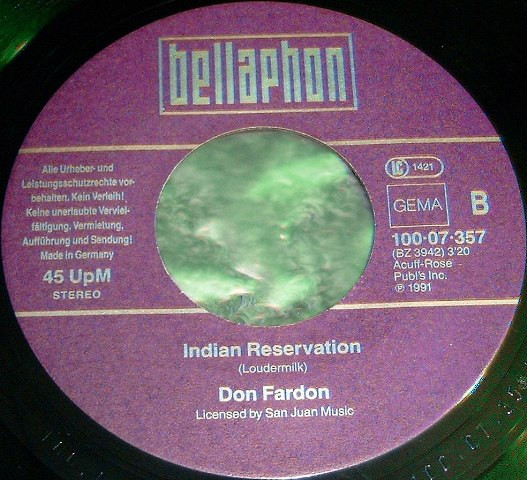 bellaphon
Alle Urheber- und
Leistungsschutzrechte vor-
behalten. Kein Verleih!
Keine unerlaubte Verviel-
fältigung, Vermietung,
Aufführung und Sendung!
Made in Germany
45 UpM
STEREO
LC 1421
GEMA B
100·07·357
(BZ 3942) 3'20
Acuff-Rose
Publ's Inc.
℗ 1991
Indian Reservation
(Loudermilk)
Don Fardon
Licensed by San Juan Music